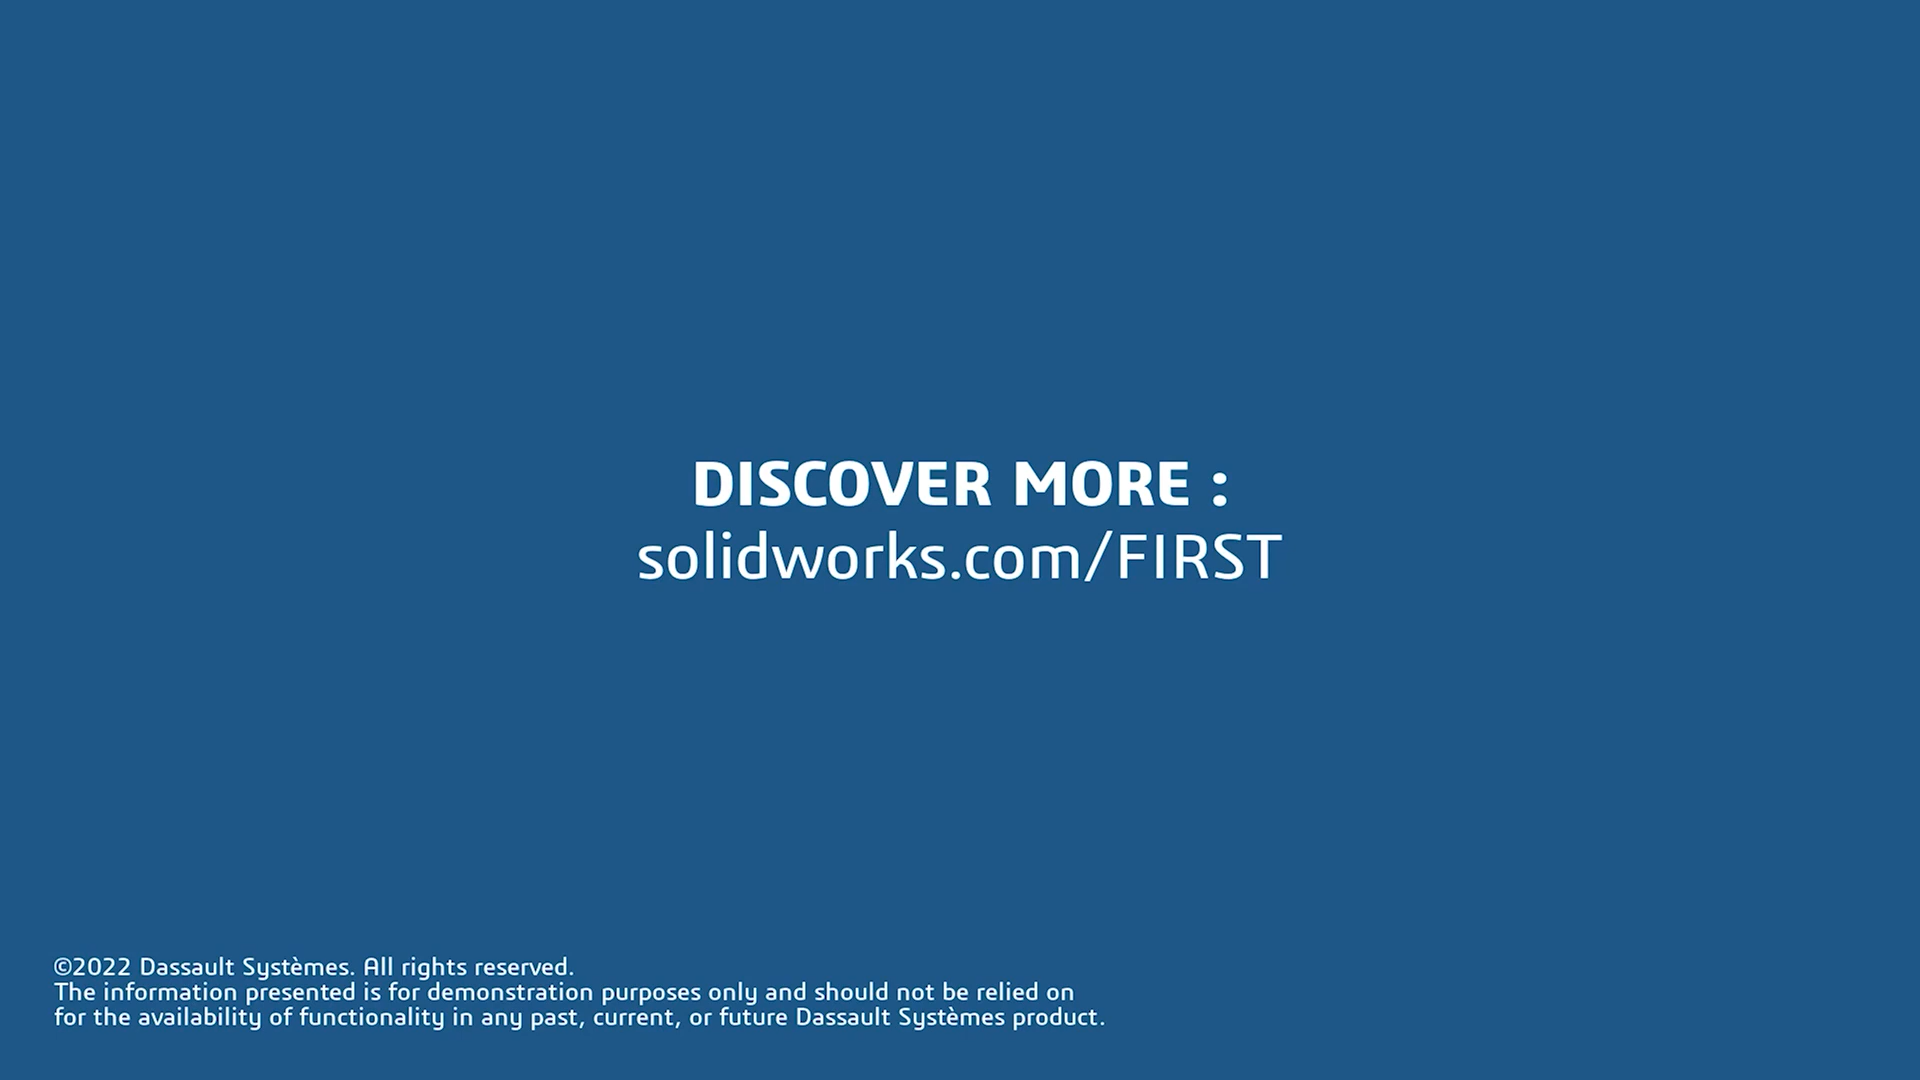 DISCOVER MORE :
solidworks.com/FIRST
©2022 Dassault Systèmes. All rights reserved.
The information presented is for demonstration purposes only and should not be relied on
for the availability of functionality in any past, current, or future Dassault Systèmes product.